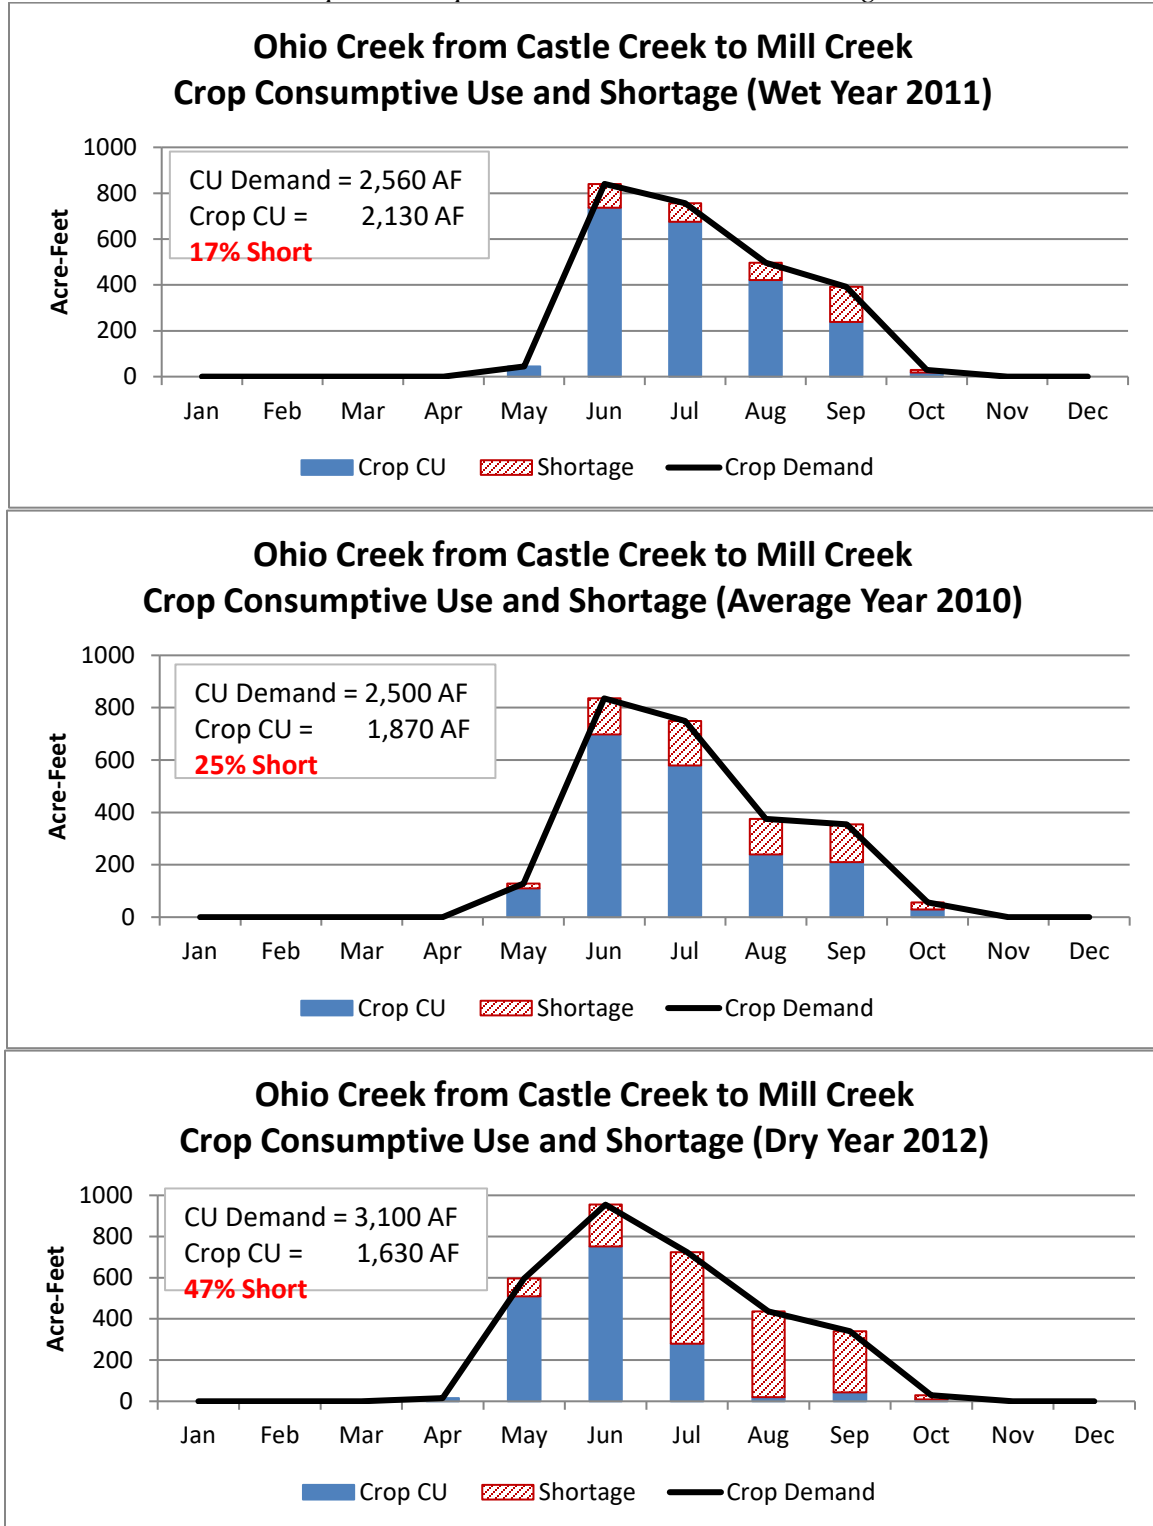 Ohio Creek from Castle Creek to Mill Creek
Crop Consumptive Use and Shortage (Wet Year 2011)
Acre-Feet
1000
800
600
400
200
0
CU Demand = 2,560 AF
Crop CU = 2,130 AF
17% Short
Jan Feb Mar Apr May Jun Jul Aug Sep Oct Nov Dec
Crop CU Shortage Crop Demand
Ohio Creek from Castle Creek to Mill Creek
Crop Consumptive Use and Shortage (Average Year 2010)
Acre-Feet
1000
800
600
400
200
0
CU Demand = 2,500 AF
Crop CU = 1,870 AF
25% Short
Jan Feb Mar Apr May Jun Jul Aug Sep Oct Nov Dec
Crop CU Shortage Crop Demand
Ohio Creek from Castle Creek to Mill Creek
Crop Consumptive Use and Shortage (Dry Year 2012)
Acre-Feet
1000
800
600
400
200
0
CU Demand = 3,100 AF
Crop CU = 1,630 AF
47% Short
Jan Feb Mar Apr May Jun Jul Aug Sep Oct Nov Dec
Crop CU Shortage Crop Demand